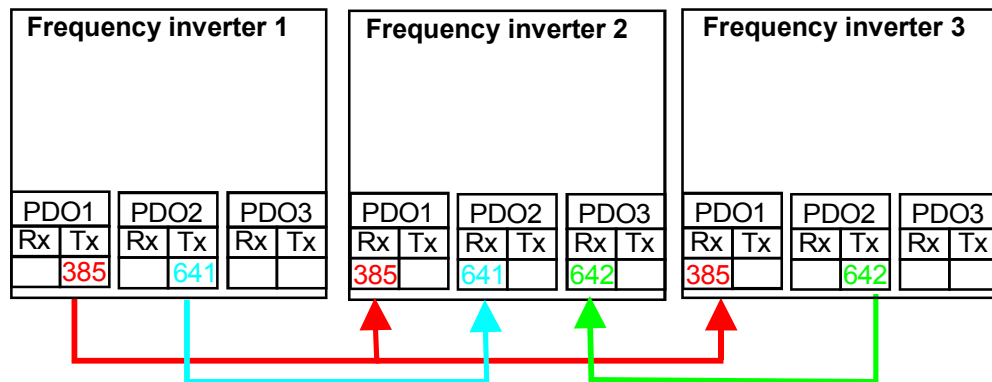 Frequency inverter 1 Frequency inverter 2 Frequency inverter 3
PDO1 PDO2 PDO3 PDO1 PDO2 PDO3 PDO1 PDO2 PDO3
Rx Tx Rx Tx Rx Tx Rx Tx Rx Tx Rx Tx Rx Tx Rx Tx Rx Tx
385 641 385 641 642 385 642